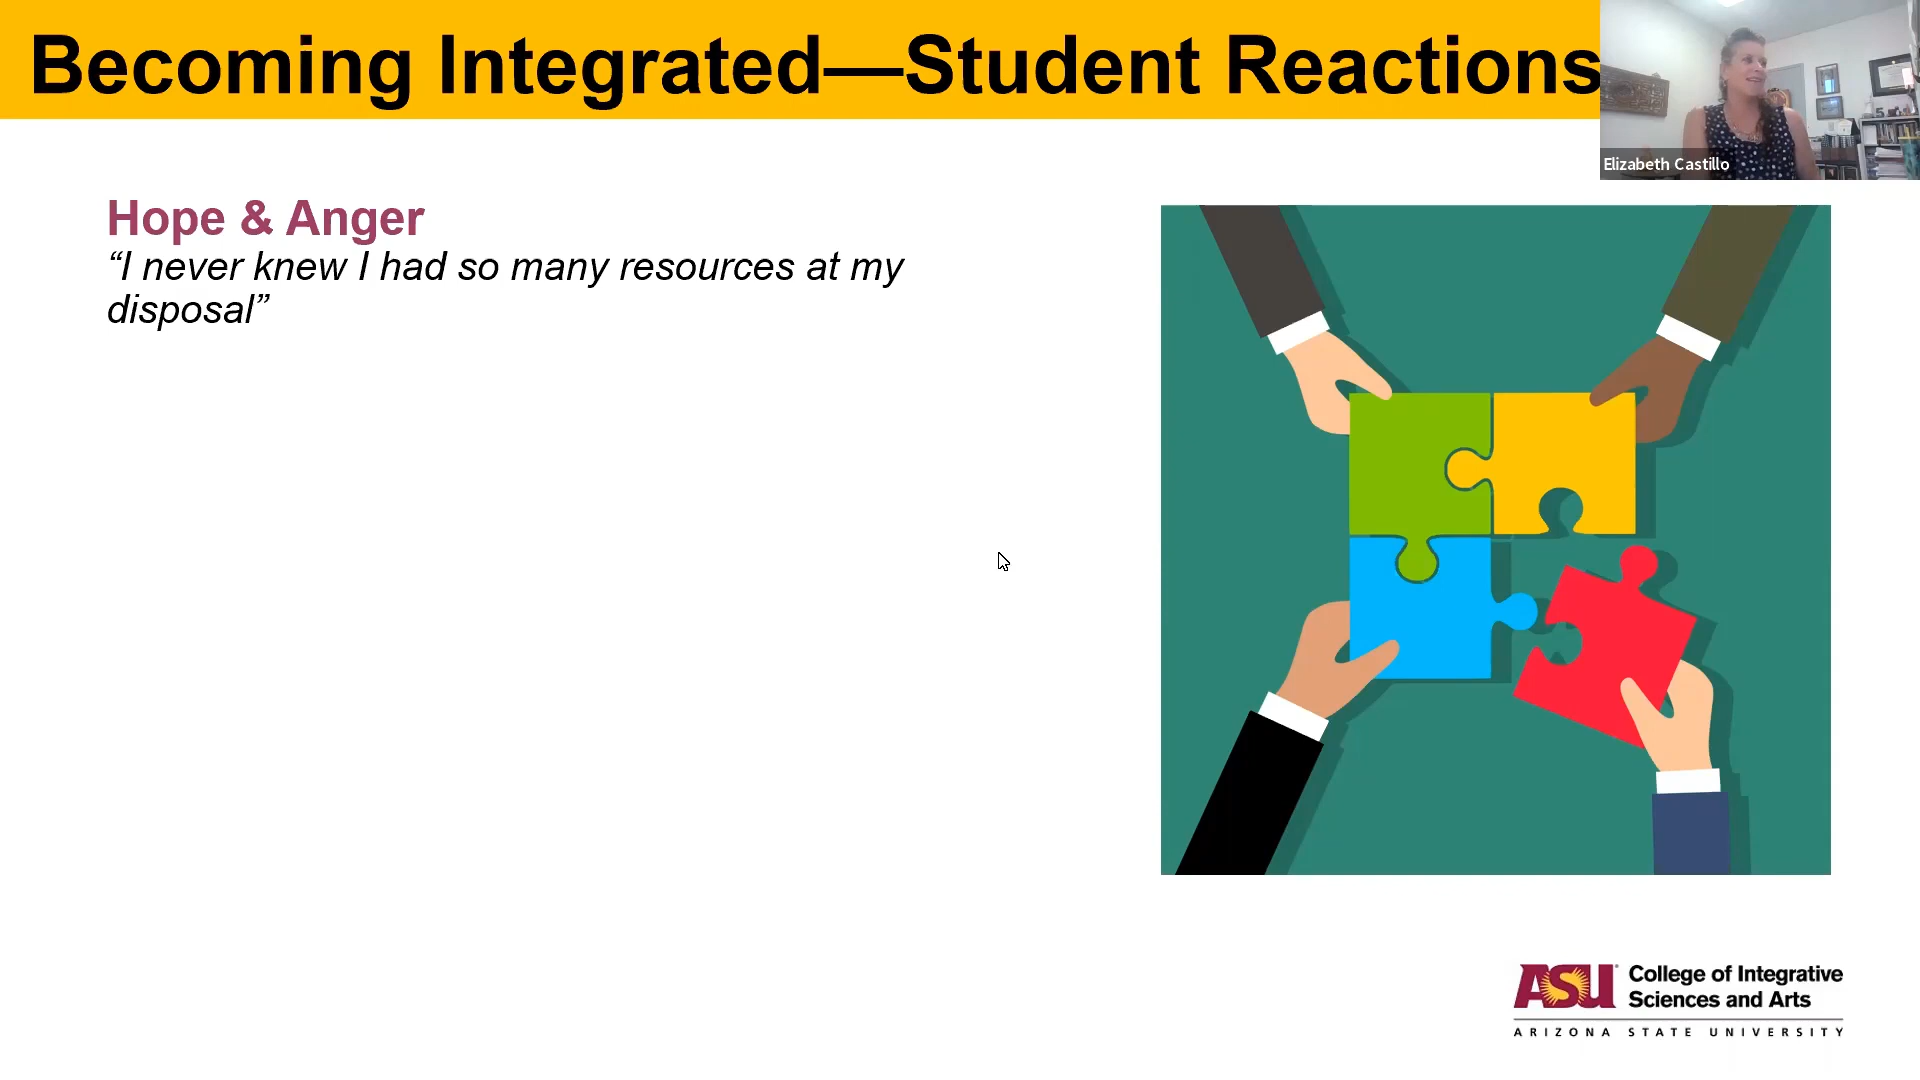 Becoming Integrated—Student Reactions
Elizabeth Castillo
Hope & Anger
“I never knew I had so many resources at my
disposal”
ASU College of Integrative
Sciences and Arts
ARIZONA STATE UNIVERSITY